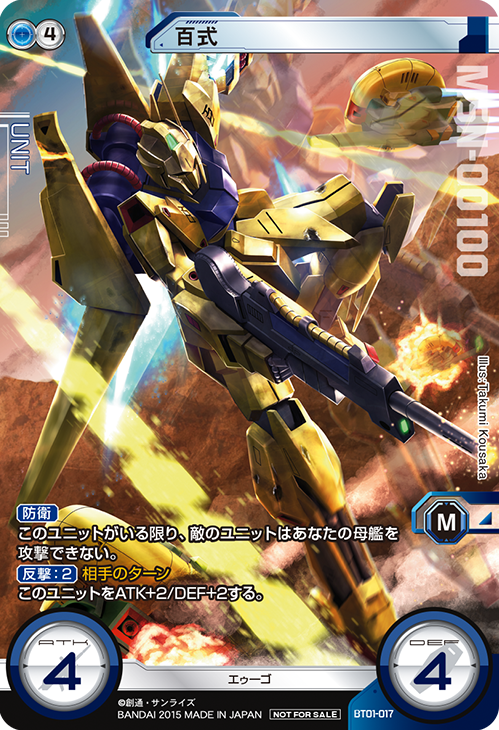 4
百式
UNIT
MSN-00100
Illus:Takumi Kousaka
防衛
このユニットがいる限り、敵のユニットはあなたの母艦を
攻撃できない。
反撃：2 相手のターン
このユニットをATK+2/DEF+2する。
M
ATK
4
DEF
4
エゥーゴ
©創通・サンライズ
BANDAI 2015 MADE IN JAPAN NOT FOR SALE BT01-017